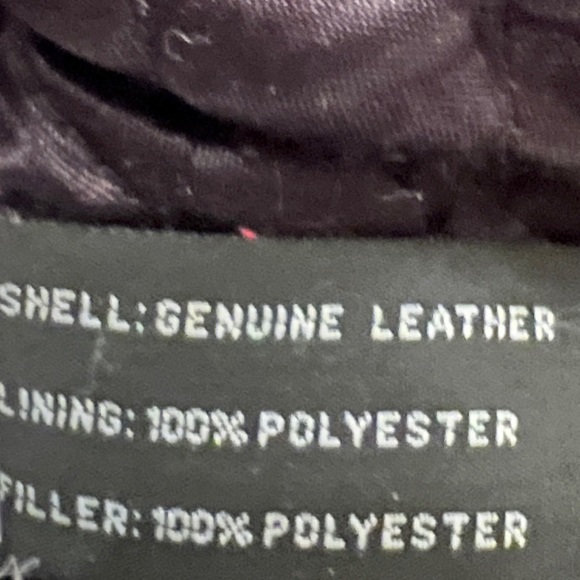 SHELL: GENUINE LEATHER
LINING: 100% POLYESTER
FILLER: 100% POLYESTER